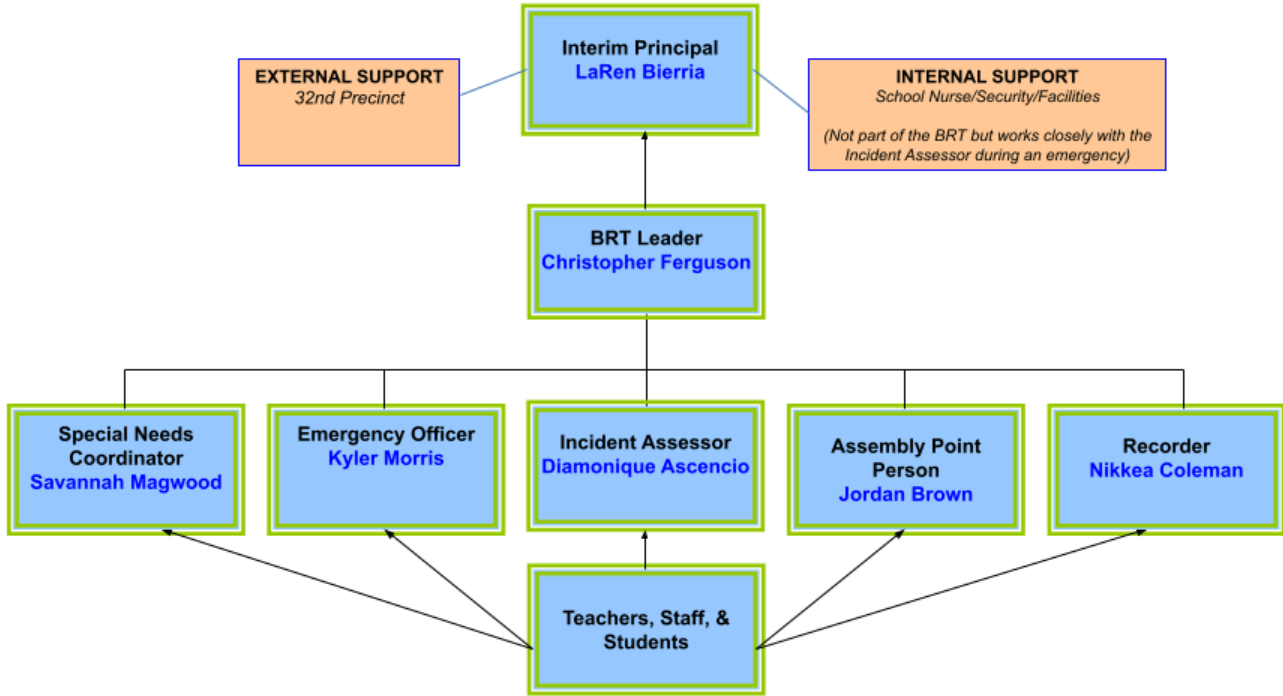 Interim Principal
LaRen Bierria
EXTERNAL SUPPORT
32nd Precinct
INTERNAL SUPPORT
School Nurse/Security/Facilities
(Not part of the BRT but works closely with the
Incident Assessor during an emergency)
BRT Leader
Christopher Ferguson
Special Needs
Coordinator
Savannah Magwood
Emergency Officer
Kyler Morris
Incident Assessor
Diamonique Ascencio
Assembly Point
Person
Jordan Brown
Recorder
Nikkea Coleman
Teachers, Staff, &
Students